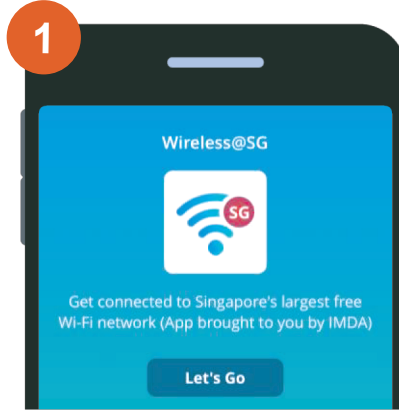 1
Wireless@SG
SG
Get connected to Singapore's largest free
Wi-Fi network (App brought to you by IMDA)
Let's Go